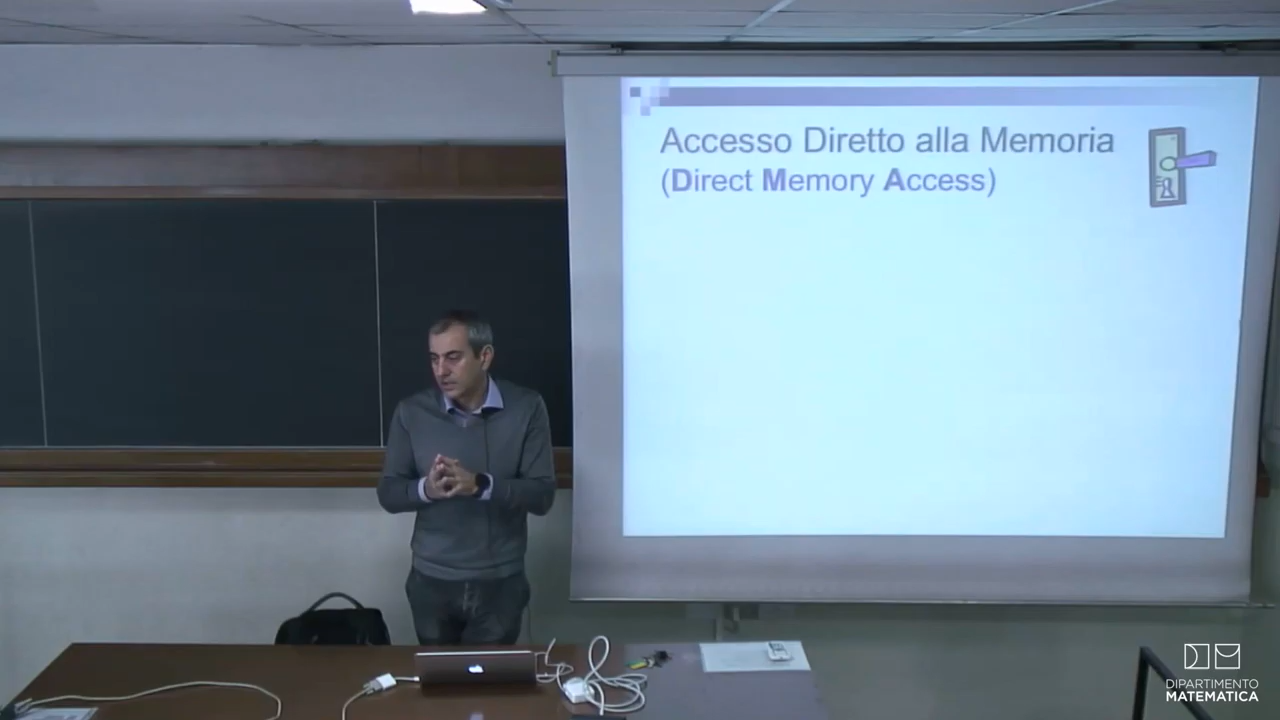 Accesso Diretto alla Memoria
(Direct Memory Access)
DIPARTIMENTO
MATEMATICA